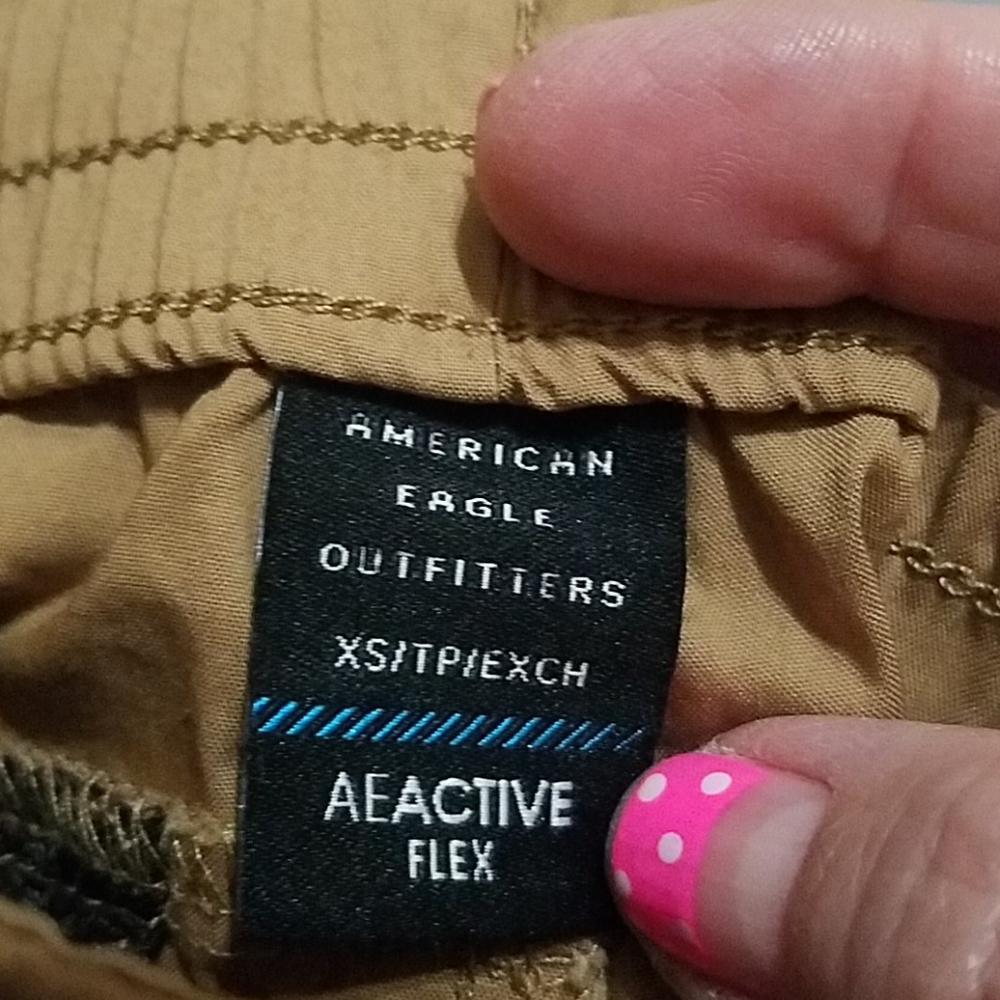 AMERICAN
EAGLE
OUTFITTERS
XS/TP/EXCH
AEACTIVE
FLEX